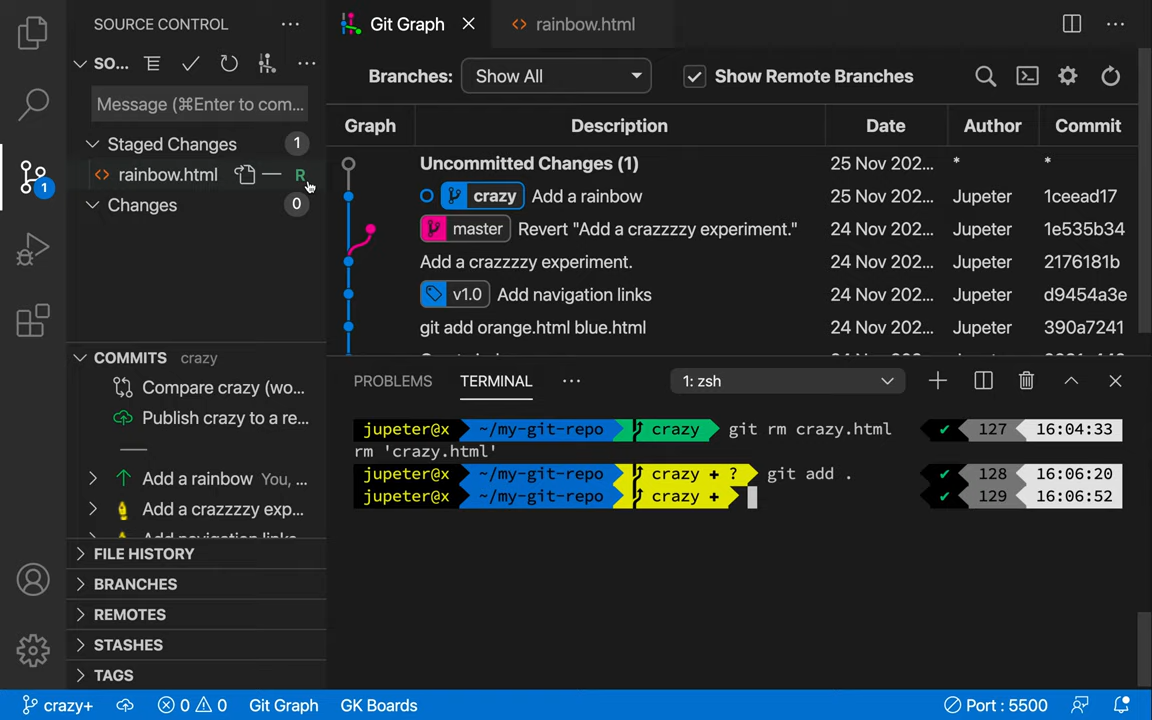 SOURCE CONTROL
SO...
Message (⌘Enter to com...
Staged Changes 1
rainbow.html R
Changes 0
1
COMMITS crazy
Compare crazy (wo...
Publish crazy to a re...
Add a rainbow You, ...
Add a crazzzzy exp...
FILE HISTORY
BRANCHES
REMOTES
STASHES
TAGS
Git Graph
rainbow.html
Branches: Show All Show Remote Branches
Graph Description Date Author Commit
Uncommitted Changes (1) 25 Nov 202... * *
crazy Add a rainbow 25 Nov 202... Jupeter 1ceead17
master Revert "Add a crazzzzy experiment." 24 Nov 202... Jupeter 1e535b34
Add a crazzzzy experiment. 24 Nov 202... Jupeter 2176181b
v1.0 Add navigation links 24 Nov 202... Jupeter d9454a3e
git add orange.html blue.html 24 Nov 202... Jupeter 390a7241
PROBLEMS TERMINAL ... 1: zsh
jupeter@x ~/my-git-repo crazy git rm crazy.html ✔ 127 16:04:33
rm 'crazy.html'
jupeter@x ~/my-git-repo crazy + ? git add . ✔ 128 16:06:20
jupeter@x ~/my-git-repo crazy + ✔ 129 16:06:52
crazy+ 0 0 Git Graph GK Boards Port : 5500